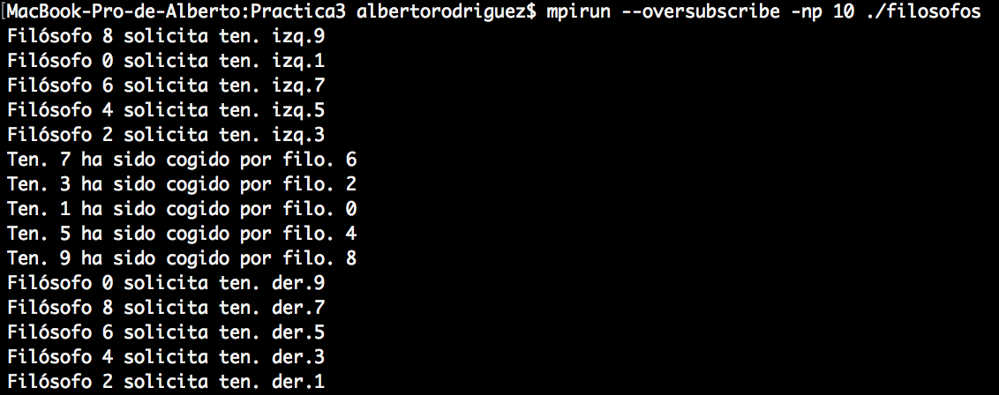 [MacBook-Pro-de-Alberto:Practica3 albertorodriguez$ mpirun --oversubscribe -np 10 ./filosofos
Filósofo 8 solicita ten. izq.9
Filósofo 0 solicita ten. izq.1
Filósofo 6 solicita ten. izq.7
Filósofo 4 solicita ten. izq.5
Filósofo 2 solicita ten. izq.3
Ten. 7 ha sido cogido por filo. 6
Ten. 3 ha sido cogido por filo. 2
Ten. 1 ha sido cogido por filo. 0
Ten. 5 ha sido cogido por filo. 4
Ten. 9 ha sido cogido por filo. 8
Filósofo 0 solicita ten. der.9
Filósofo 8 solicita ten. der.7
Filósofo 6 solicita ten. der.5
Filósofo 4 solicita ten. der.3
Filósofo 2 solicita ten. der.1